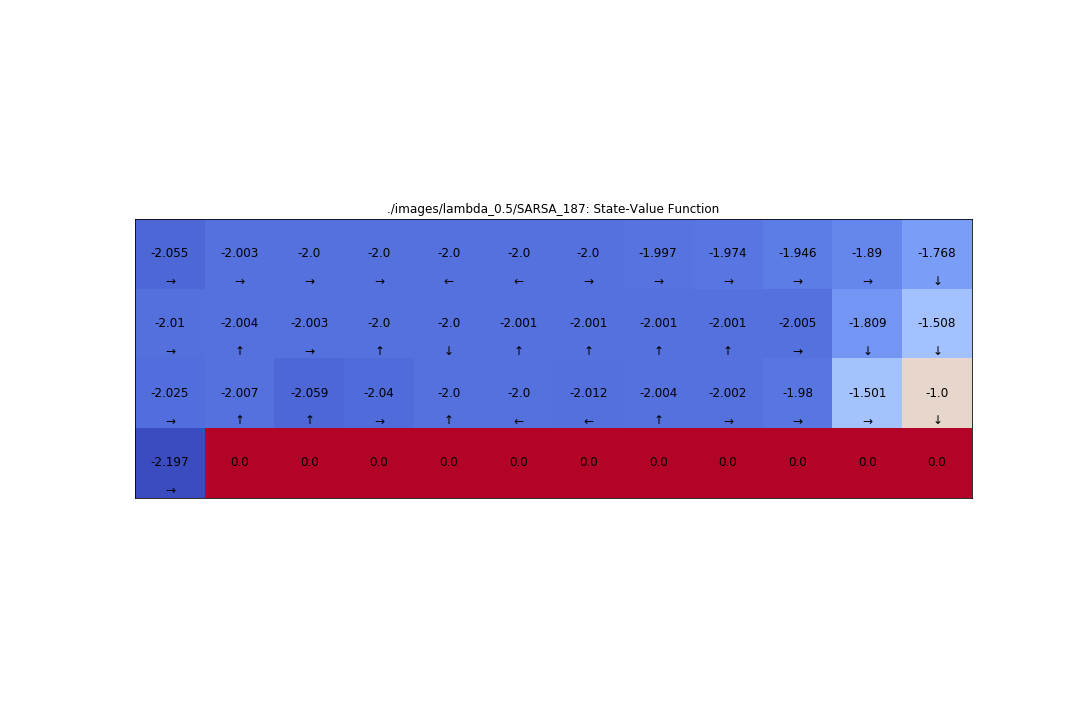 ./images/lambda_0.5/SARSA_187: State-Value Function
-2.055 -2.003 -2.0 -2.0 -2.0 -2.0 -2.0 -1.997 -1.974 -1.946 -1.89 -1.768
→ → → → ← ← → → → → → ↓
-2.01 -2.004 -2.003 -2.0 -2.0 -2.001 -2.001 -2.001 -2.001 -2.005 -1.809 -1.508
→ ↑ → ↑ ↓ ↑ ↑ ↑ ↑ → ↓ ↓
-2.025 -2.007 -2.059 -2.04 -2.0 -2.0 -2.012 -2.004 -2.002 -1.98 -1.501 -1.0
→ ↑ ↑ → ↑ ← ← ↑ → → → ↓
-2.197 0.0 0.0 0.0 0.0 0.0 0.0 0.0 0.0 0.0 0.0 0.0
→